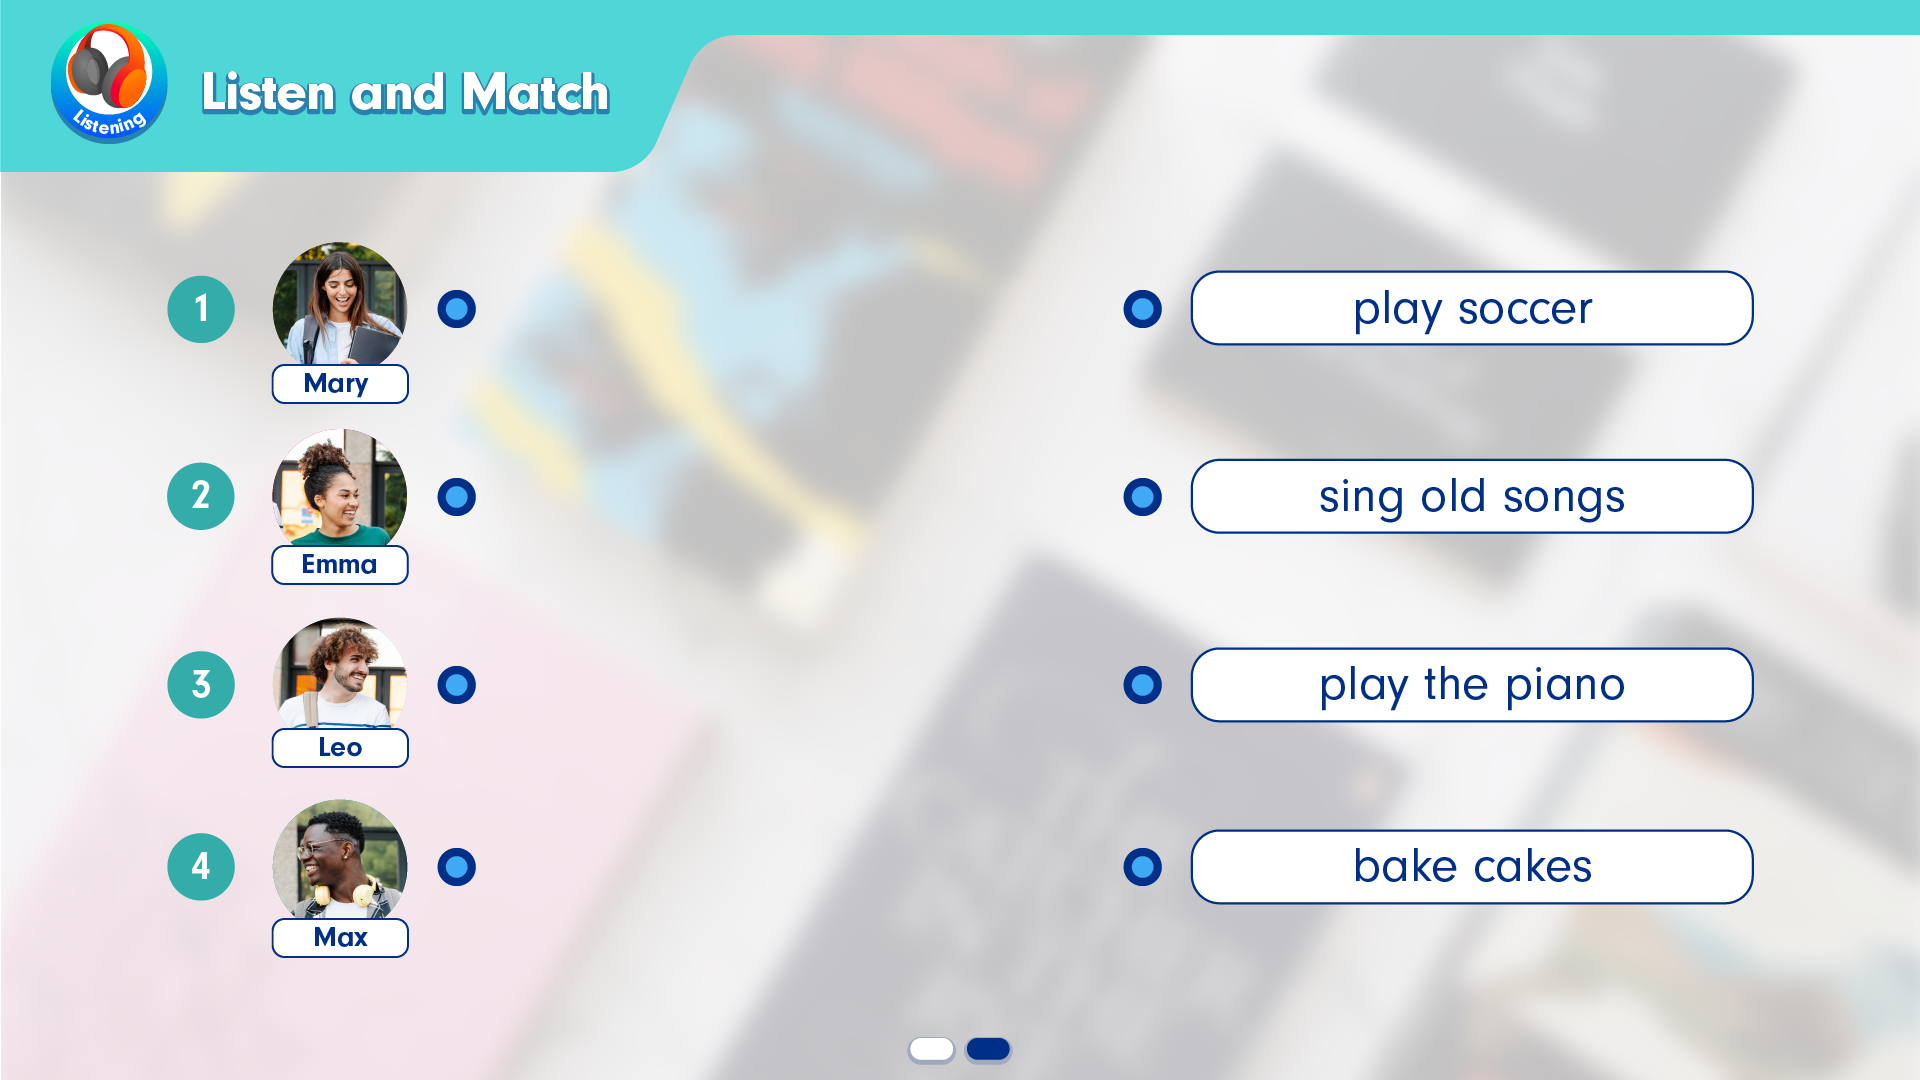 Listening
Listen and Match
1
Mary
play soccer
2
Emma
sing old songs
3
Leo
play the piano
4
Max
bake cakes